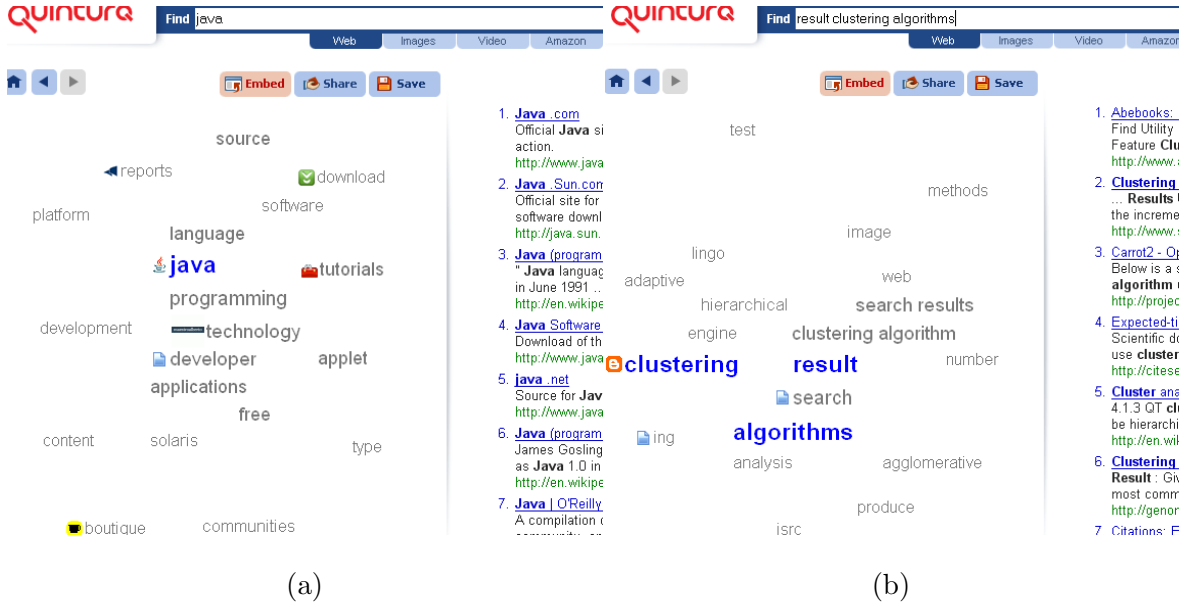 Quintura
Find java
Web Images Video Amazon
Embed Share Save
source
reports
download
platform
software
language
java
tutorials
programming
development
technology
developer
applet
applications
free
content
solaris
type
boutique
communities
1. Java .com
Official Java si
action.
http://www.java
2. Java .Sun.com
Official site for
software downl
http://java.sun.
3. Java (program
" Java languag
in June 1991 ...
http://en.wikipe
4. Java Software
Download of th
http://www.java
5. java .net
Source for Jav
http://www.java
6. Java (program
James Gosling
as Java 1.0 in
http://en.wikipe
7. Java | O'Reilly
A compilation o
(a)
Quintura
Find result clustering algorithms
Web Images Video Amazon
Embed Share Save
test
methods
image
lingo
adaptive
web
hierarchical
search results
engine
clustering algorithm
clustering
result
number
search
ing
algorithms
analysis
agglomerative
produce
isrc
1. Abebooks:
Find Utility
Feature Clu
http://www.a
2. Clustering
... Results
the increme
http://www.s
3. Carrot2 - Op
Below is a s
algorithm
http://projec
4. Expected-ti
Scientific do
use cluster
http://citese
5. Cluster ana
4.1.3 QT clu
be hierarchi
http://en.wik
6. Clustering
Result : Giv
most comm
http://genon
7. Citations: F
(b)